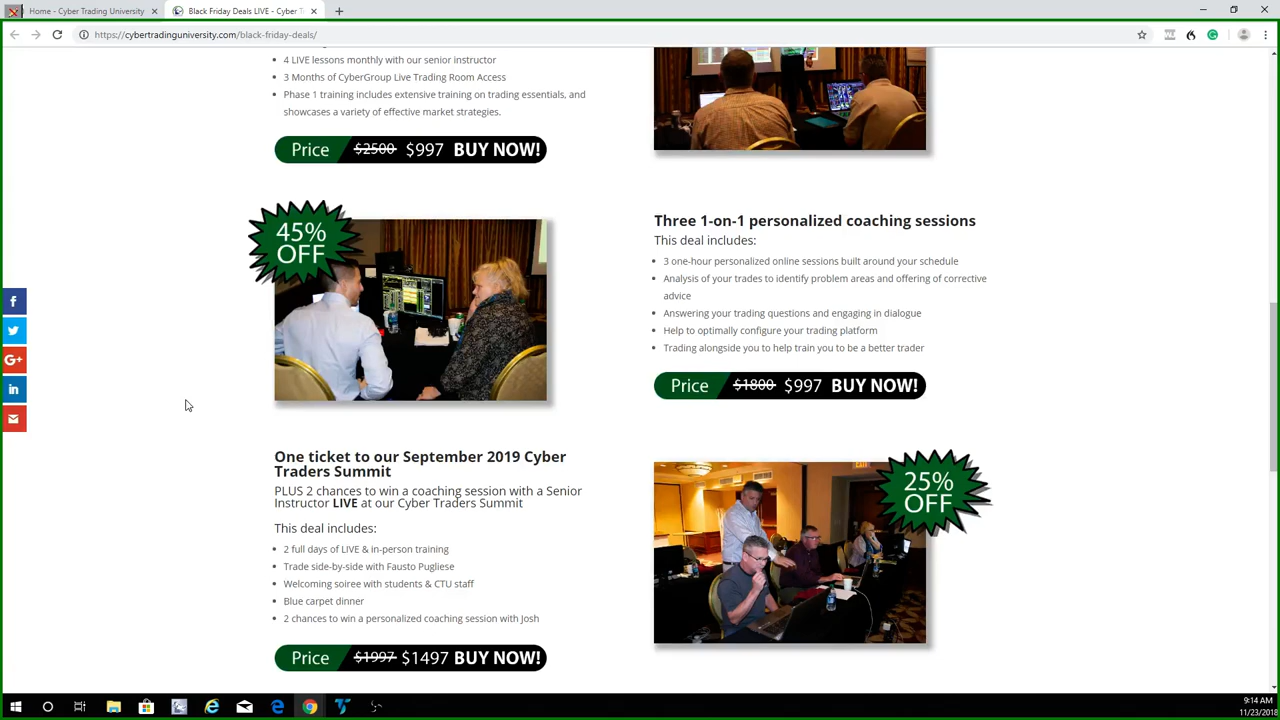 Home - Cyber Trading University
Black Friday Deals LIVE - Cyber T
https://cybertradinguniversity.com/black-friday-deals/
4 LIVE lessons monthly with our senior instructor
3 Months of CyberGroup Live Trading Room Access
Phase 1 training includes extensive training on trading essentials, and
showcases a variety of effective market strategies.
Price $2500 $997 BUY NOW!
45%
OFF
Three 1-on-1 personalized coaching sessions
This deal includes:
3 one-hour personalized online sessions built around your schedule
Analysis of your trades to identify problem areas and offering of corrective
advice
Answering your trading questions and engaging in dialogue
Help to optimally configure your trading platform
Trading alongside you to help train you to be a better trader
Price $1800 $997 BUY NOW!
One ticket to our September 2019 Cyber
Traders Summit
PLUS 2 chances to win a coaching session with a Senior
Instructor LIVE at our Cyber Traders Summit
This deal includes:
2 full days of LIVE & in-person training
Trade side-by-side with Fausto Pugliese
Welcoming soiree with students & CTU staff
Blue carpet dinner
2 chances to win a personalized coaching session with Josh
Price $1997 $1497 BUY NOW!
25%
OFF
9:14 AM
11/23/2018